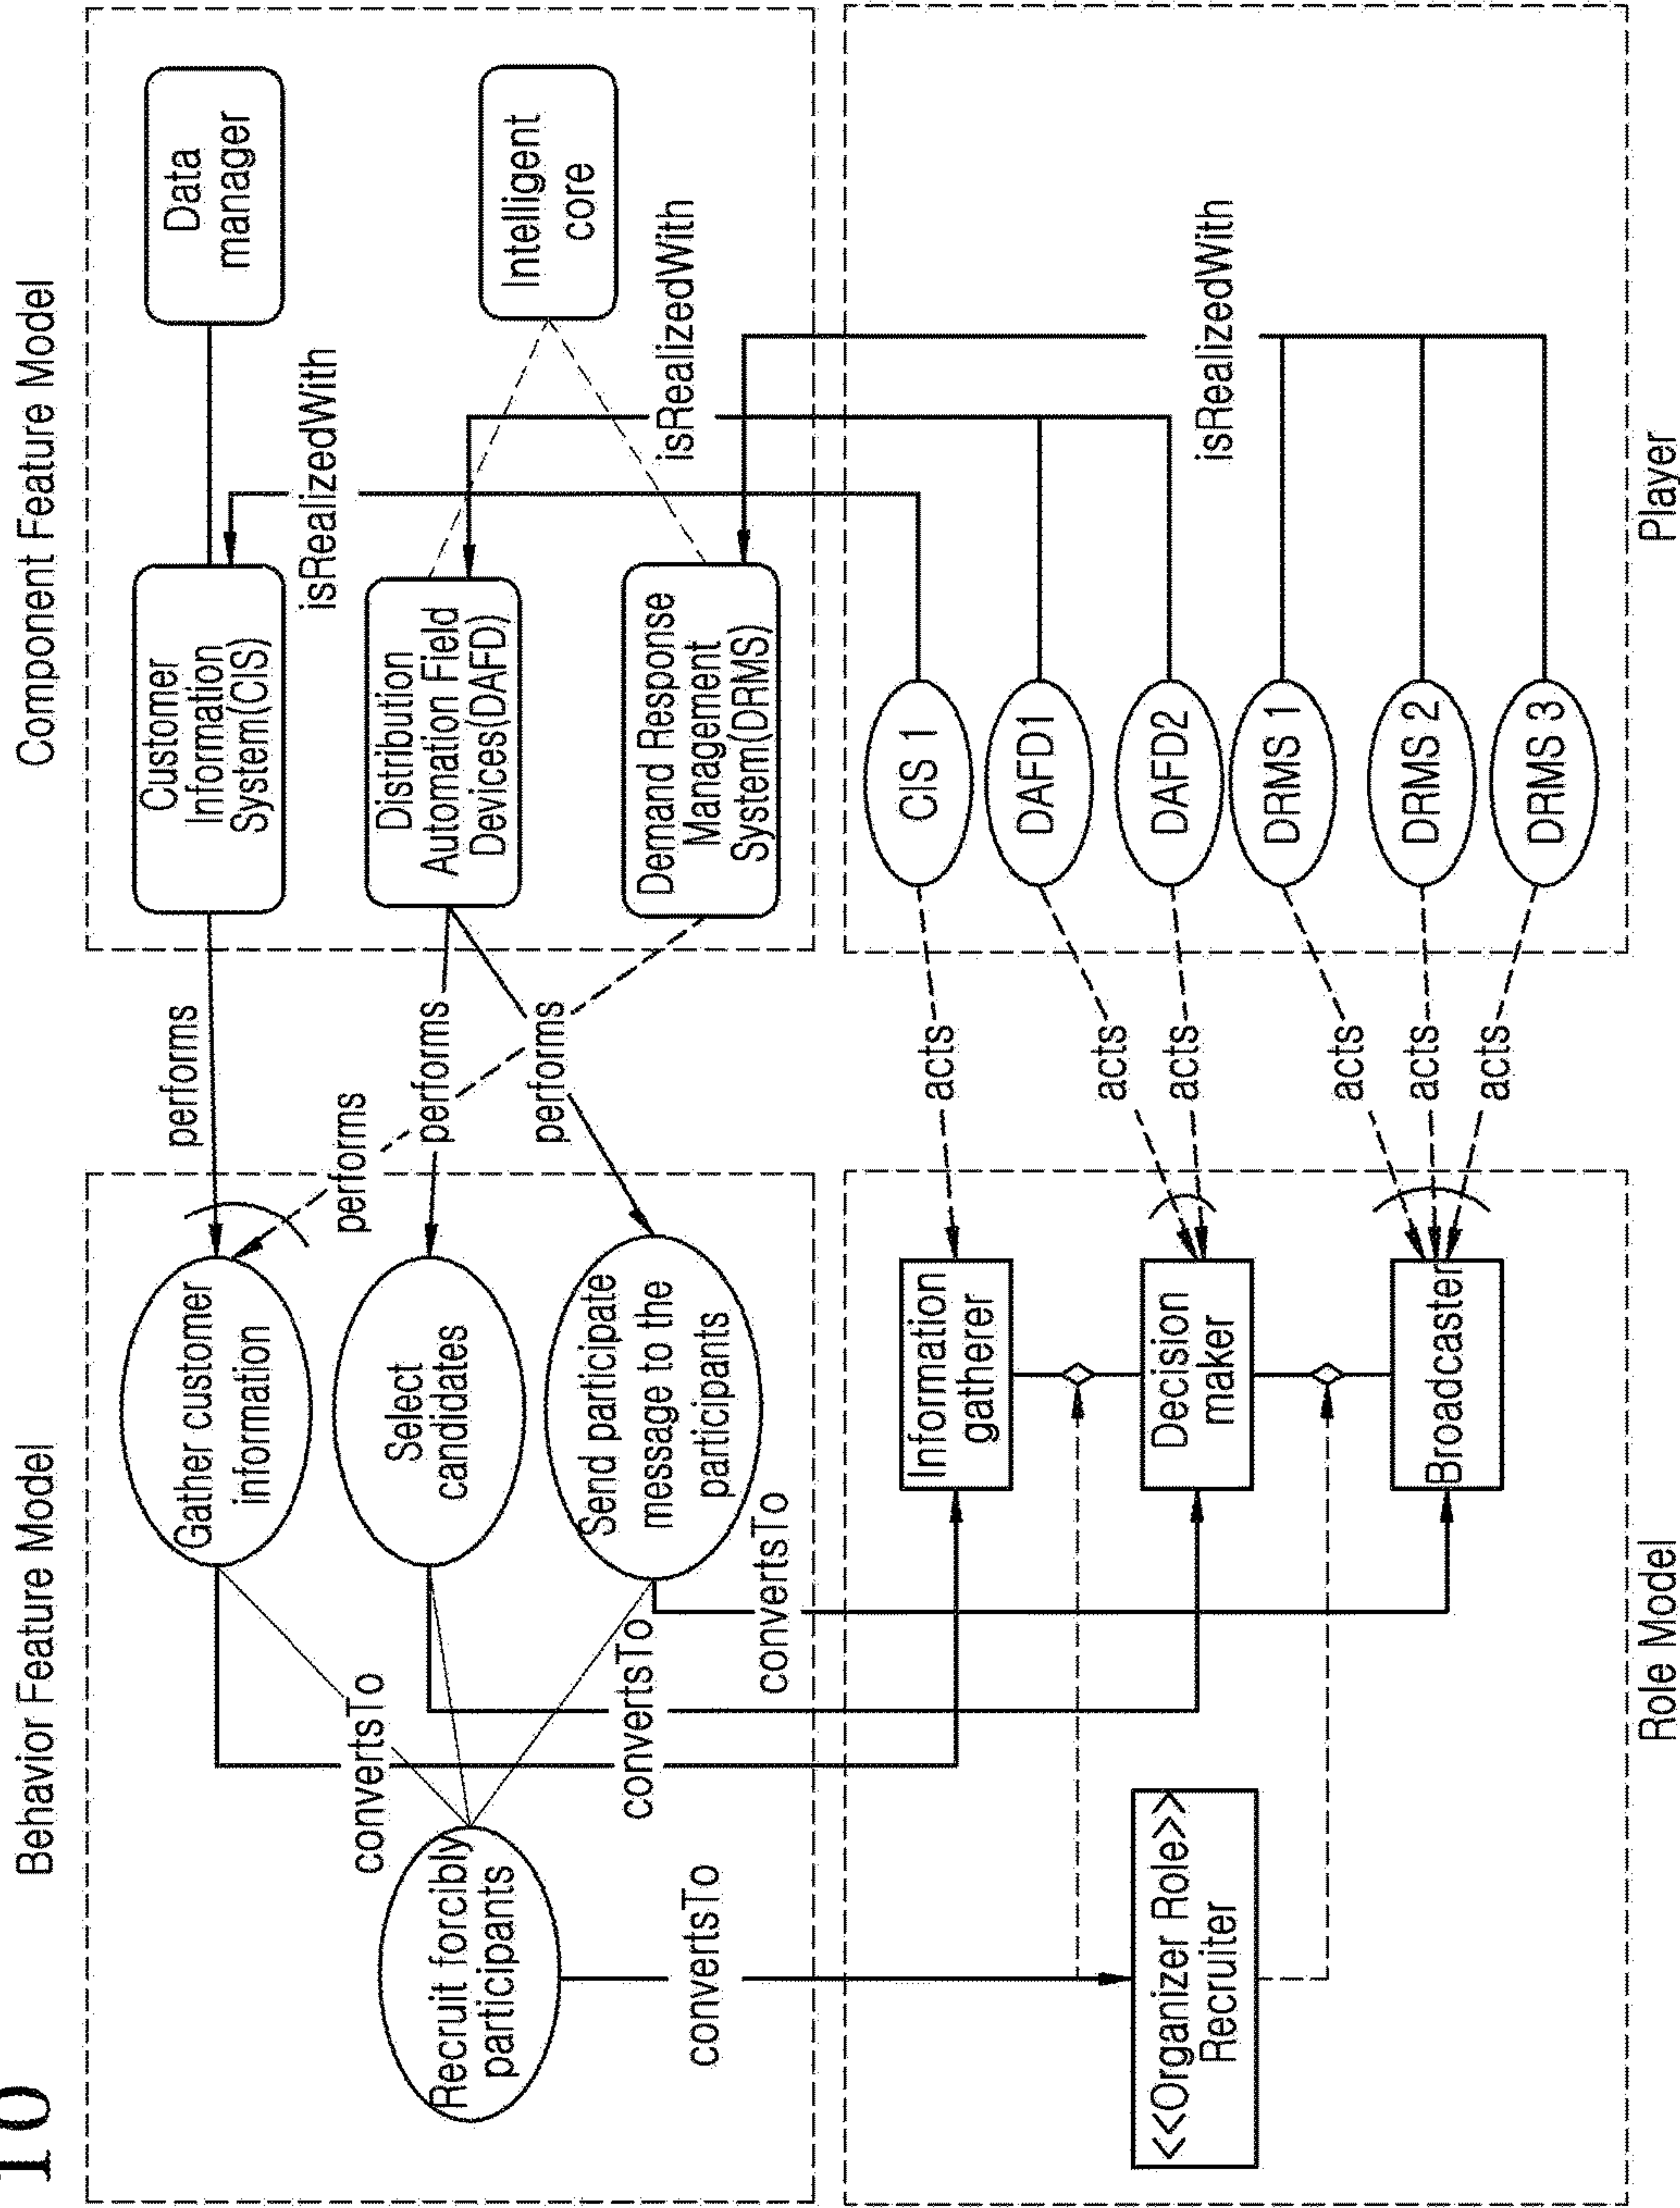 10
Behavior Feature Model
Component Feature Model
Gather customer
information
performs
Customer
Information
System(CIS)
Data
manager
isRealizedWith
convertsTo
performs
Recruit forcibly
participants
Select
candidates
performs
Distribution
Automation Field
Devices(DAFD)
Intelligent
core
performs
Send participate
message to the
participants
convertsTo
Demand Response
Management
System(DRMS)
isRealizedWith
convertsTo
convertsTo
Information
gatherer
acts
CIS 1
acts
DAFD1
<<Organizer Role>>
Recruiter
Decision
maker
acts
DAFD2
isRealizedWith
acts
DRMS 1
Broadcaster
acts
DRMS 2
acts
DRMS 3
Role Model
Player